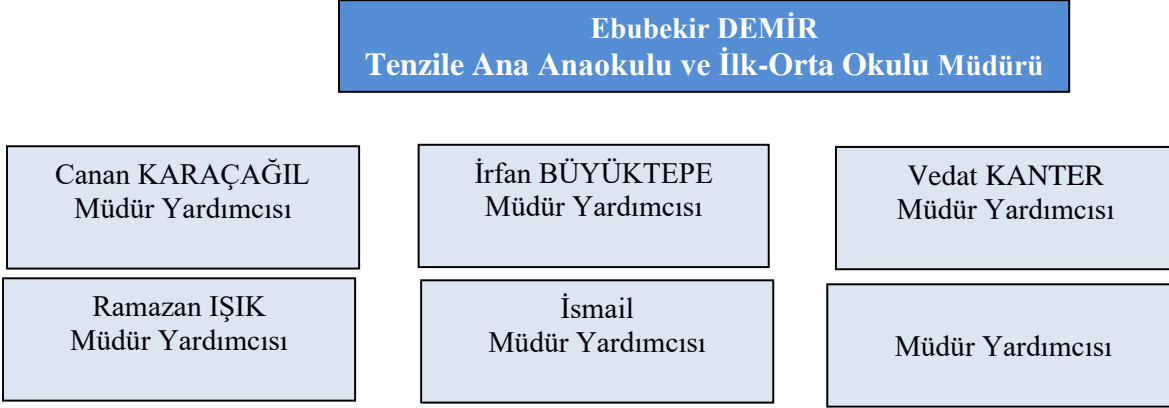 Ebubekir DEMİR
Tenzile Ana Anaokulu ve İlk-Orta Okulu Müdürü
Canan KARAÇAĞIL
Müdür Yardımcısı
İrfan BÜYÜKTEPE
Müdür Yardımcısı
Vedat KANTER
Müdür Yardımcısı
Ramazan IŞIK
Müdür Yardımcısı
İsmail
Müdür Yardımcısı
Müdür Yardımcısı